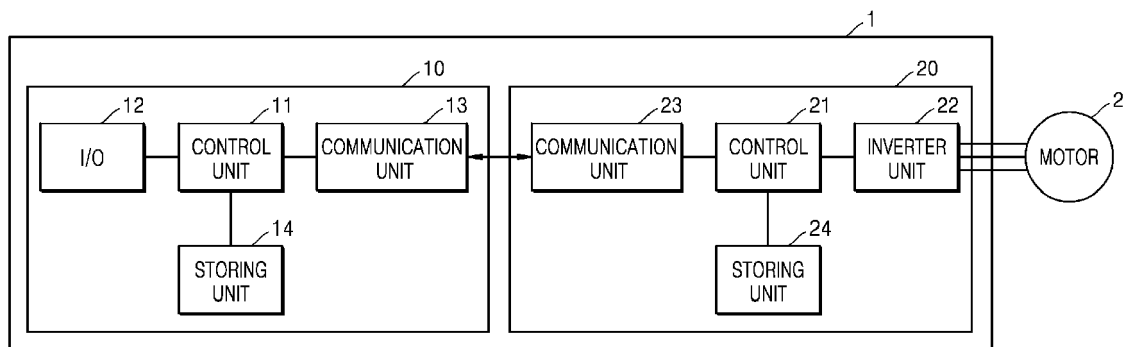 1
10
20
12
11
13
23
21
22
2
I/O
CONTROL
UNIT
COMMUNICATION
UNIT
COMMUNICATION
UNIT
CONTROL
UNIT
INVERTER
UNIT
MOTOR
14
24
STORING
UNIT
STORING
UNIT